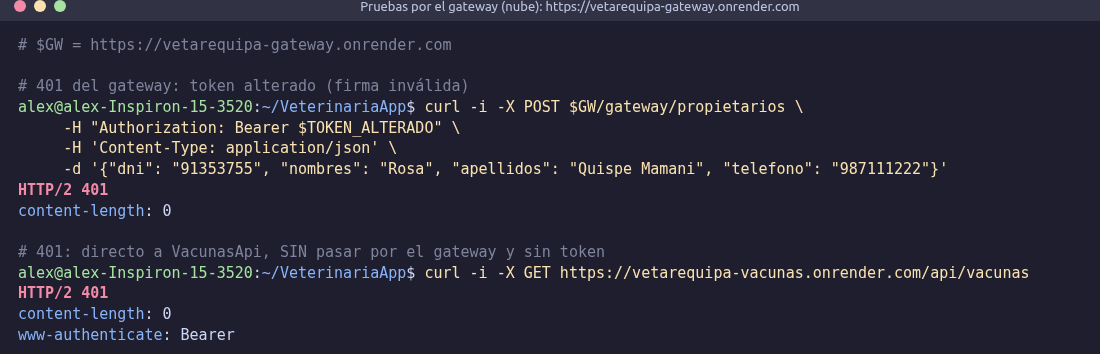 Pruebas por el gateway (nube): https://vetarequipa-gateway.onrender.com
# $GW = https://vetarequipa-gateway.onrender.com
# 401 del gateway: token alterado (firma inválida)
alex@alex-Inspiron-15-3520:~/VeterinariaApp$ curl -i -X POST $GW/gateway/propietarios \
-H "Authorization: Bearer $TOKEN_ALTERADO" \
-H 'Content-Type: application/json' \
-d '{"dni": "91353755", "nombres": "Rosa", "apellidos": "Quispe Mamani", "telefono": "987111222"}'
HTTP/2 401
content-length: 0
# 401: directo a VacunasApi, SIN pasar por el gateway y sin token
alex@alex-Inspiron-15-3520:~/VeterinariaApp$ curl -i -X GET https://vetarequipa-vacunas.onrender.com/api/vacunas
HTTP/2 401
content-length: 0
www-authenticate: Bearer